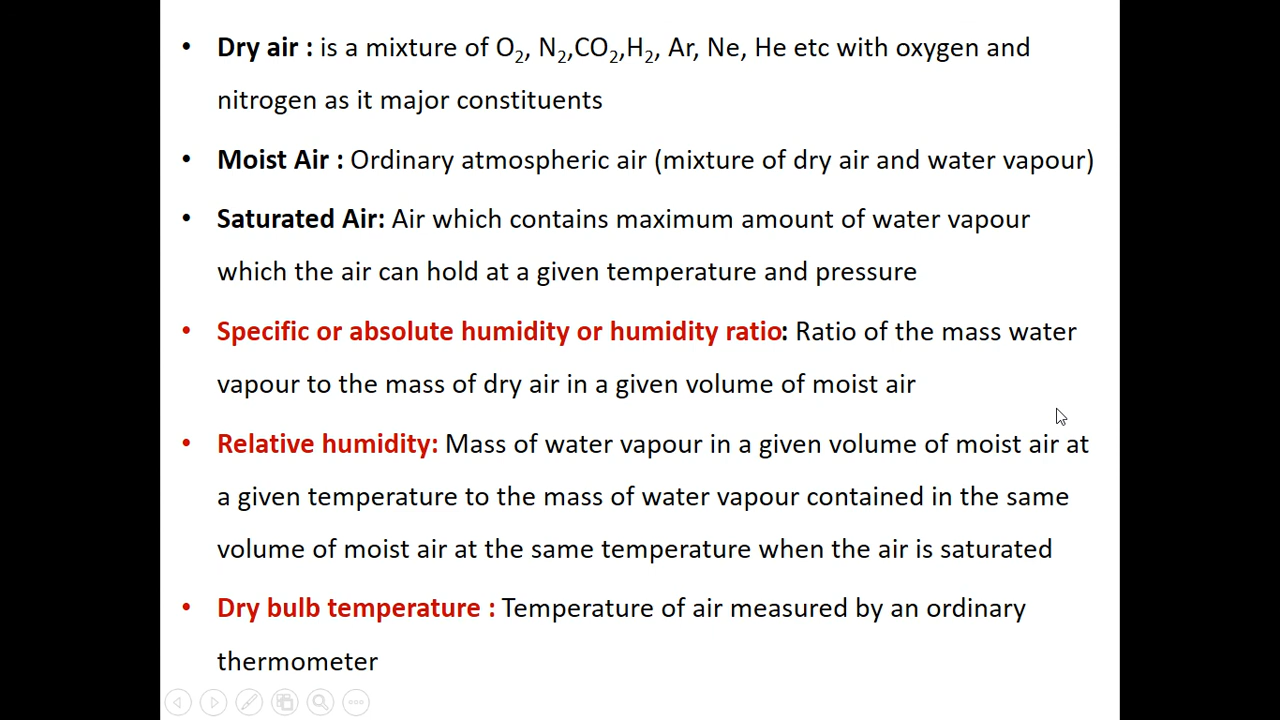 • Dry air : is a mixture of O₂, N₂,CO₂,H₂, Ar, Ne, He etc with oxygen and
nitrogen as it major constituents
• Moist Air : Ordinary atmospheric air (mixture of dry air and water vapour)
• Saturated Air: Air which contains maximum amount of water vapour
which the air can hold at a given temperature and pressure
• Specific or absolute humidity or humidity ratio: Ratio of the mass water
vapour to the mass of dry air in a given volume of moist air
• Relative humidity: Mass of water vapour in a given volume of moist air at
a given temperature to the mass of water vapour contained in the same
volume of moist air at the same temperature when the air is saturated
• Dry bulb temperature : Temperature of air measured by an ordinary
thermometer